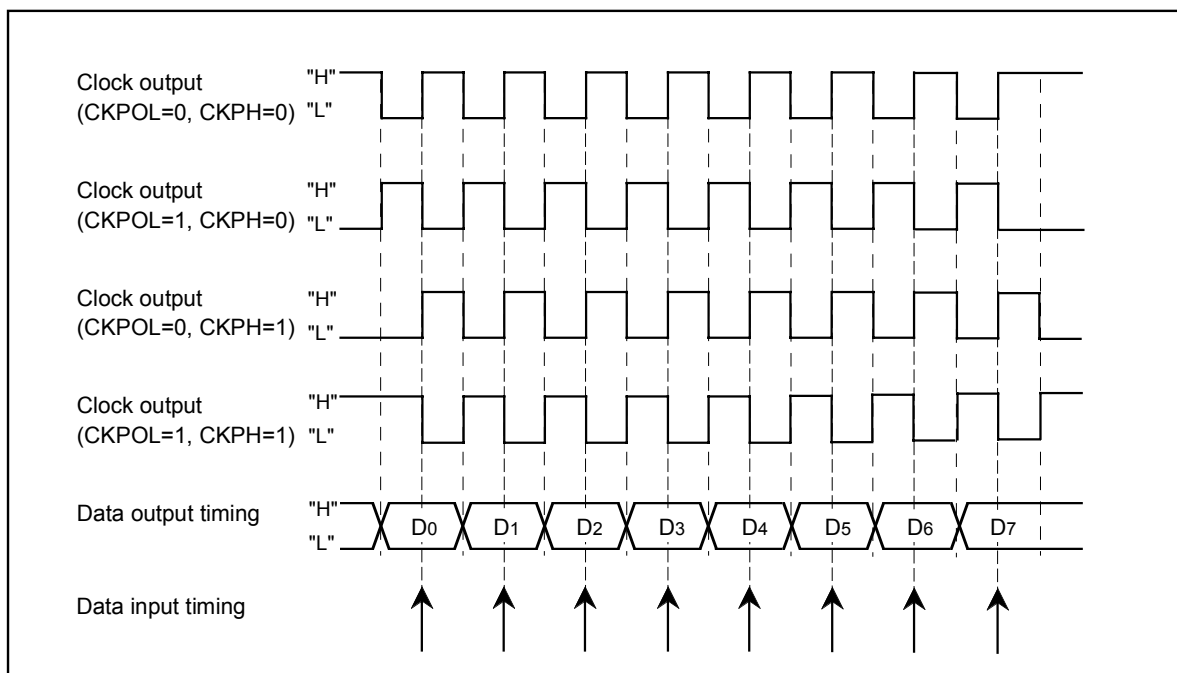 Clock output
(CKPOL=0, CKPH=0)
"H"
"L"
Clock output
(CKPOL=1, CKPH=0)
"H"
"L"
Clock output
(CKPOL=0, CKPH=1)
"H"
"L"
Clock output
(CKPOL=1, CKPH=1)
"H"
"L"
Data output timing
"H"
"L"
D0 D1 D2 D3 D4 D5 D6 D7
Data input timing